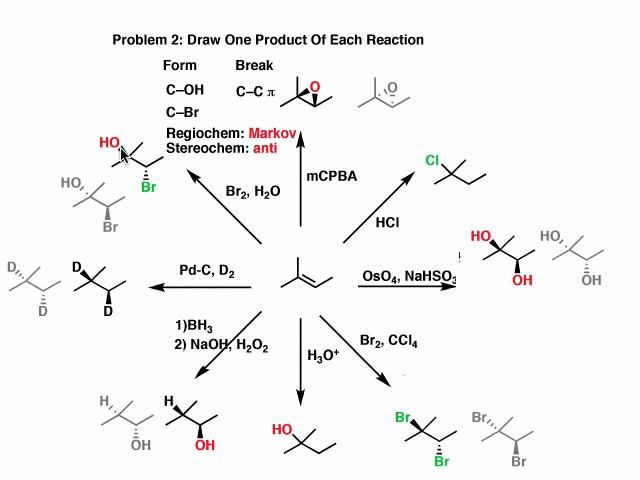 Problem 2: Draw One Product Of Each Reaction
Form Break
C–OH C–C π
C–Br
Regiochem: Markov
Stereochem: anti
O
O
HO
Br
HO
Br
Br₂, H₂O
mCPBA
HCl
Cl
HO
OH
HO
OH
OsO₄, NaHSO₃
Pd-C, D₂
D
D
D
D
1)BH₃
2) NaOH, H₂O₂
H₃O⁺
Br₂, CCl₄
H
OH
H
OH
HO
Br
Br
Br
Br